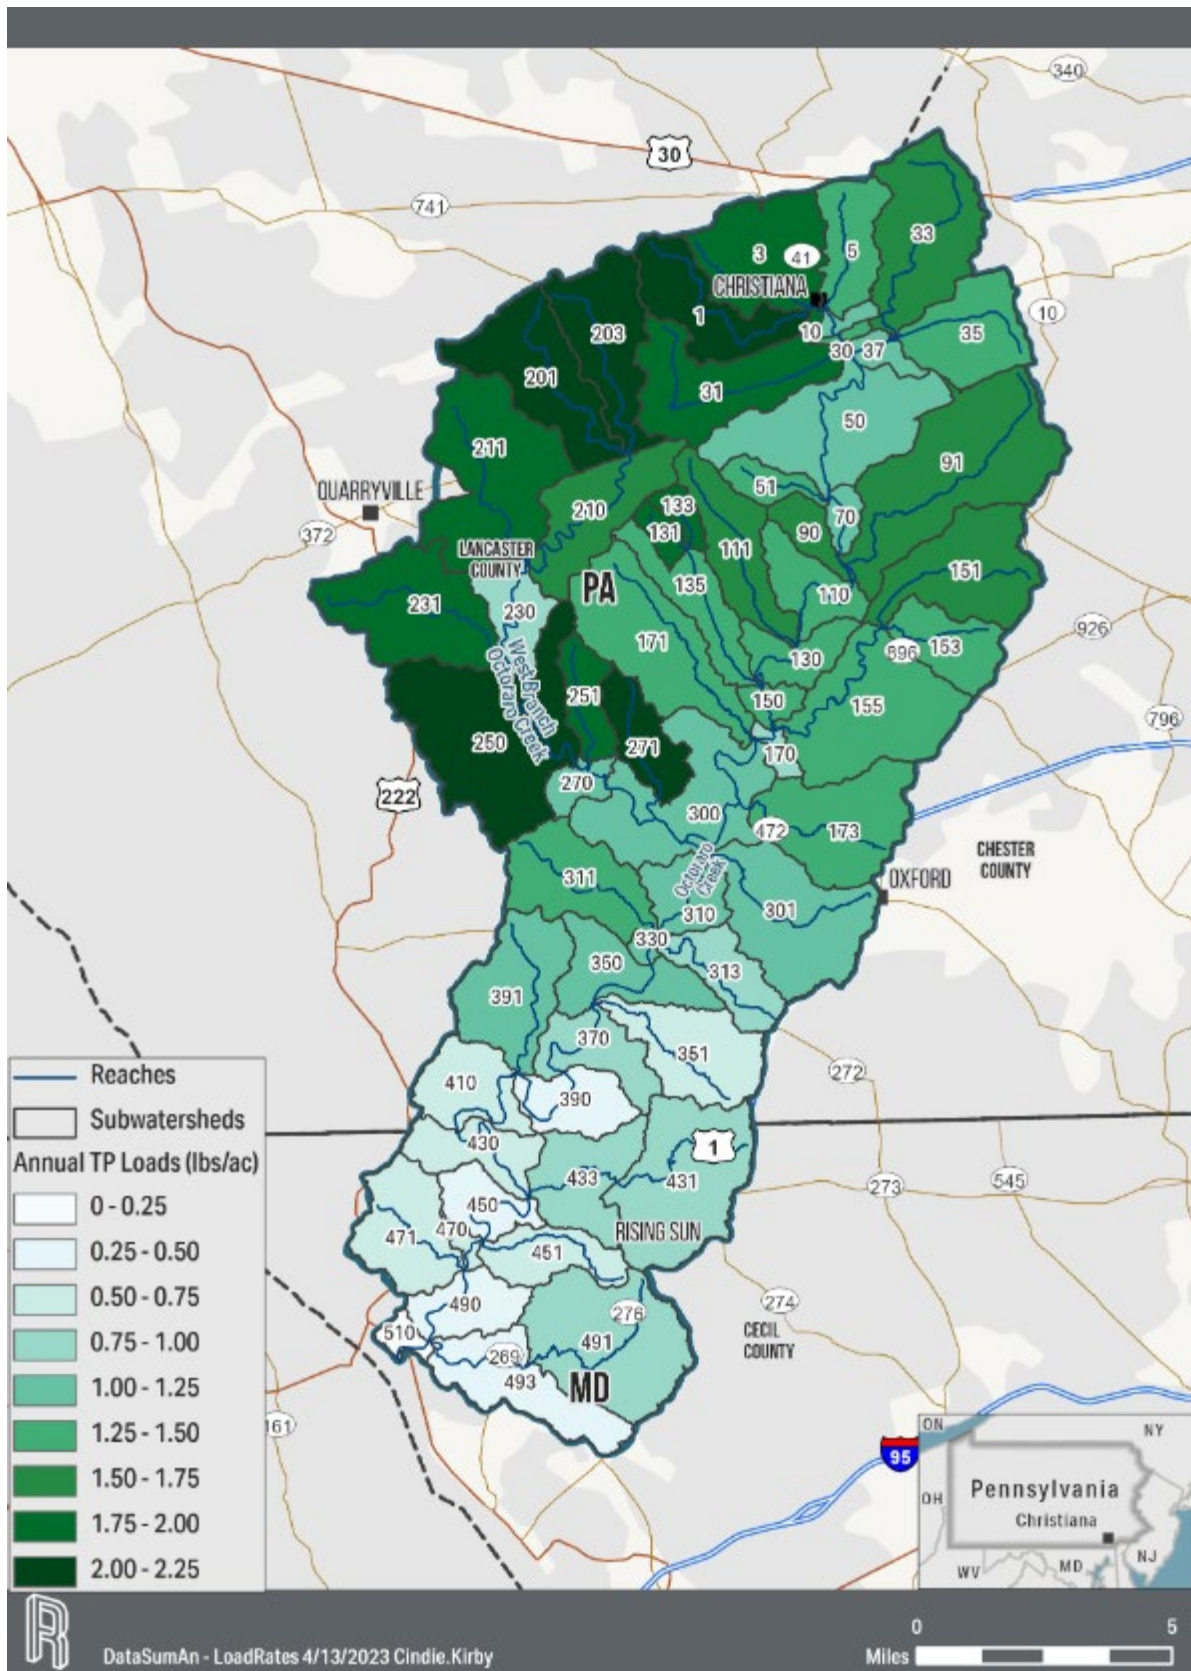 340
30
741
33
3
41
5
CHRISTIANA
10
1
203
10
35
30
37
201
31
50
211
91
QUARRYVILLE
51
210
133
70
372
131
90
LANCASTER
COUNTY
111
151
135
PA
110
231
230
926
171
896
153
130
West Branch
Octoraro Creek
251
150
155
796
250
271
170
270
222
300
472
173
CHESTER
COUNTY
311
Octoraro
Creek
OXFORD
310
301
330
350
313
391
370
351
272
410
390
430
1
433
431
273
545
450
470
471
RISING SUN
451
490
276
274
510
491
CECIL
COUNTY
269
493
MD
161
95
Reaches
Subwatersheds
Annual TP Loads (lbs/ac)
0 - 0.25
0.25 - 0.50
0.50 - 0.75
0.75 - 1.00
1.00 - 1.25
1.25 - 1.50
1.50 - 1.75
1.75 - 2.00
2.00 - 2.25
ON
NY
Pennsylvania
OH
Christiana
WV
MD
NJ
0
5
Miles
DataSumAn - LoadRates 4/13/2023 Cindie.Kirby